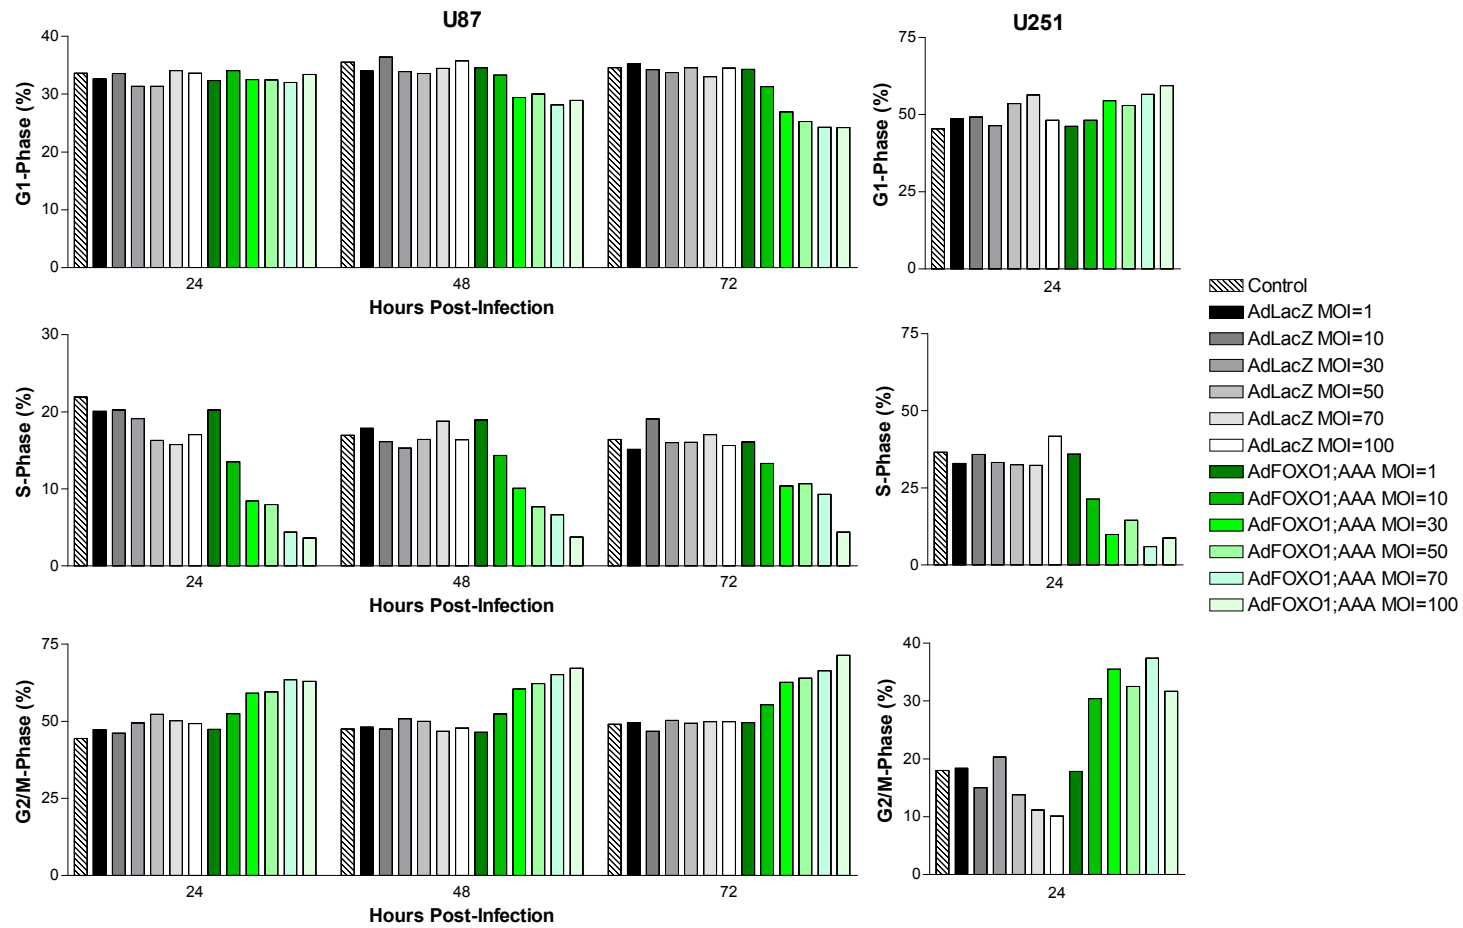 U87
U251
G1-Phase (%)
40
30
20
10
0
24
48
72
Hours Post-Infection
G1-Phase (%)
75
50
25
0
24
S-Phase (%)
30
20
10
0
24
48
72
Hours Post-Infection
S-Phase (%)
75
50
25
0
24
G2/M-Phase (%)
75
50
25
0
24
48
72
Hours Post-Infection
G2/M-Phase (%)
40
30
20
10
0
24
Control
AdLacZ MOI=1
AdLacZ MOI=10
AdLacZ MOI=30
AdLacZ MOI=50
AdLacZ MOI=70
AdLacZ MOI=100
AdFOXO1;AAA MOI=1
AdFOXO1;AAA MOI=10
AdFOXO1;AAA MOI=30
AdFOXO1;AAA MOI=50
AdFOXO1;AAA MOI=70
AdFOXO1;AAA MOI=100